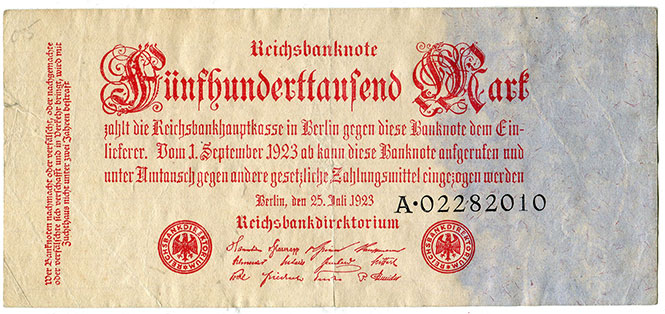 Reichsbanknote
Fünfhunderttausend Mark
zahlt die Reichsbankhauptkasse in Berlin gegen diese Banknote dem Ein-
lieferer. Vom 1. September 1923 ab kann diese Banknote aufgerufen und
unter Umtausch gegen andere gesetzliche Zahlungsmittel eingezogen werden
Berlin, den 25. Juli 1923
A·02282010
Reichsbankdirektorium
REICHSBANKDIREKTORIUM
REICHSBANKDIREKTORIUM
Wer Banknoten nachmacht oder verfälscht, oder nachgemachte
oder verfälschte sich verschafft und in Verkehr bringt, wird mit
Zuchthaus nicht unter zwei Jahren bestraft